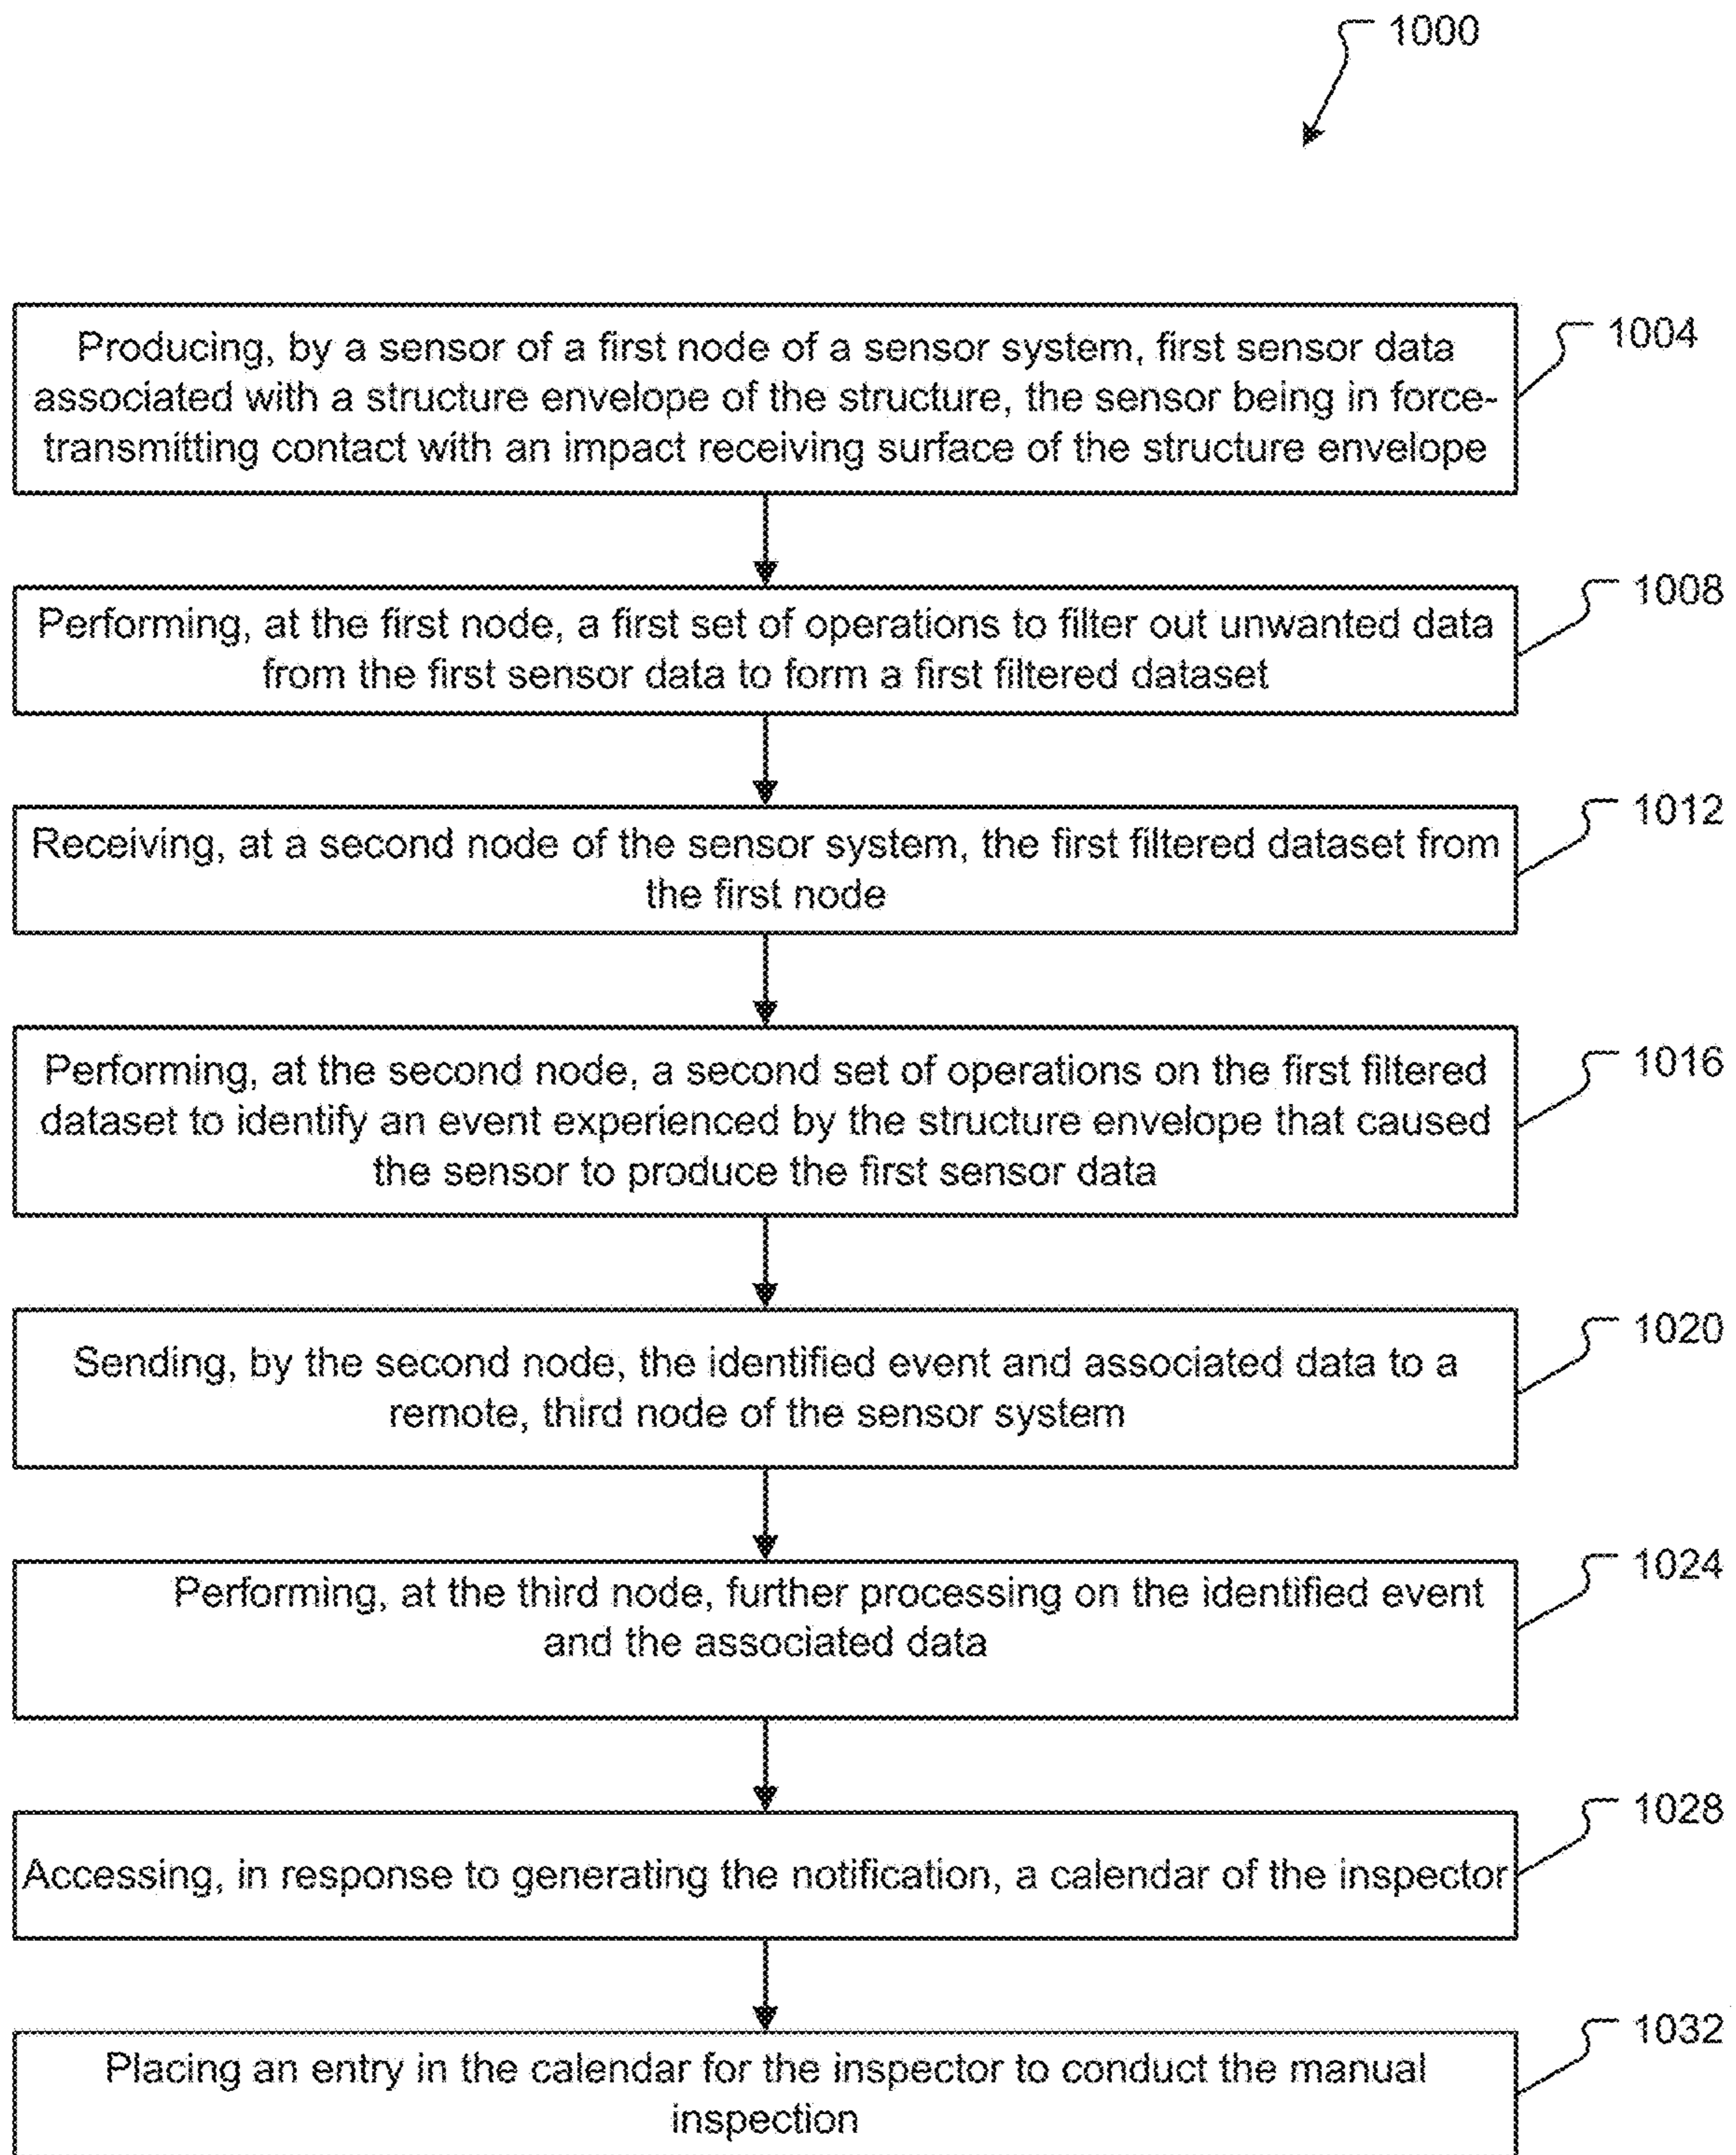 1000
Producing, by a sensor of a first node of a sensor system, first sensor data
associated with a structure envelope of the structure, the sensor being in force-
transmitting contact with an impact receiving surface of the structure envelope
1004
Performing, at the first node, a first set of operations to filter out unwanted data
from the first sensor data to form a first filtered dataset
1008
Receiving, at a second node of the sensor system, the first filtered dataset from
the first node
1012
Performing, at the second node, a second set of operations on the first filtered
dataset to identify an event experienced by the structure envelope that caused
the sensor to produce the first sensor data
1016
Sending, by the second node, the identified event and associated data to a
remote, third node of the sensor system
1020
Performing, at the third node, further processing on the identified event
and the associated data
1024
Accessing, in response to generating the notification, a calendar of the inspector
1028
Placing an entry in the calendar for the inspector to conduct the manual
inspection
1032